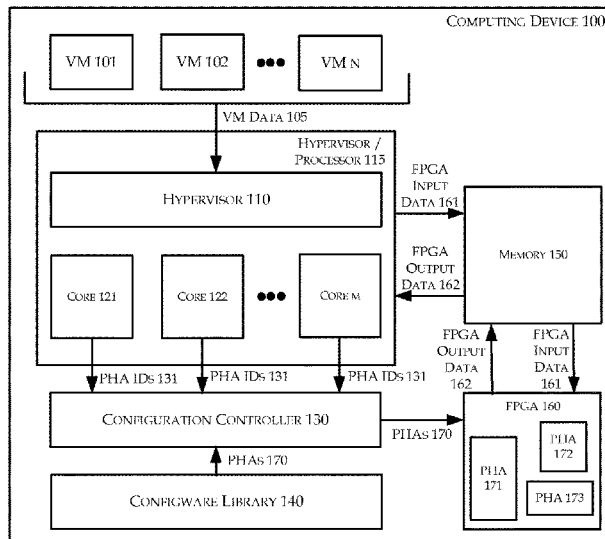 COMPUTING DEVICE 100
VM 101
VM 102
VM N
VM DATA 105
HYPERVISOR /
PROCESSOR 115
HYPERVISOR 110
FPGA
INPUT
DATA 161
MEMORY 150
FPGA
OUTPUT
DATA 162
CORE 121
CORE 122
CORE M
FPGA
OUTPUT
DATA
162
FPGA
INPUT
DATA
161
PHA IDS 131
PHA IDS 131
PHA IDS 131
CONFIGURATION CONTROLLER 130
PHAS 170
FPGA 160
PHA
171
PHA
172
PHA 173
PHAS 170
CONFIGWARE LIBRARY 140